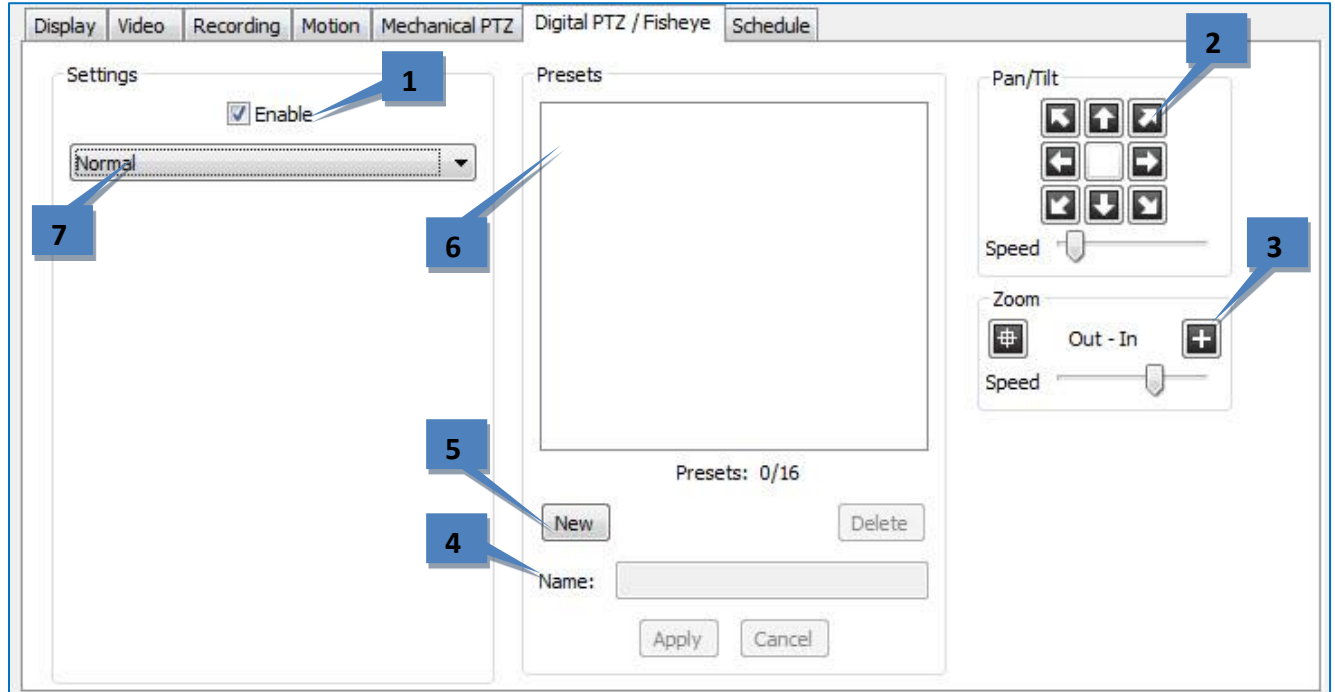 Display Video Recording Motion Mechanical PTZ Digital PTZ / Fisheye Schedule
Settings
1
Enable
Normal
7
Presets
6
Presets: 0/16
5
New Delete
4
Name:
Apply Cancel
2
Pan/Tilt
Speed
3
Zoom
Out - In
Speed